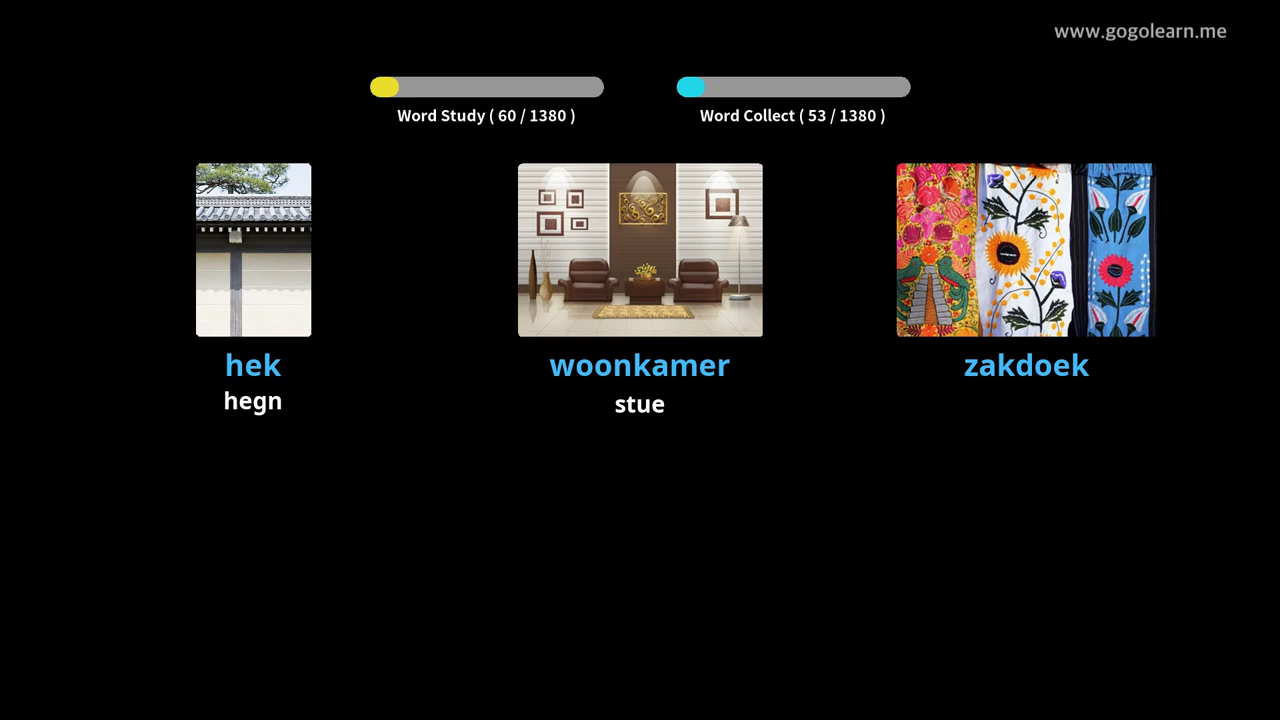 www.gogolearn.me
Word Study ( 60 / 1380 )
Word Collect ( 53 / 1380 )
hek
woonkamer
zakdoek
hegn
stue